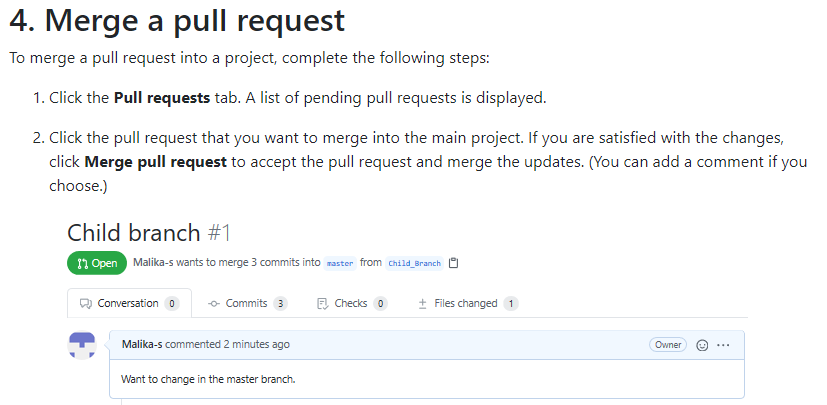 4. Merge a pull request
To merge a pull request into a project, complete the following steps:
1. Click the Pull requests tab. A list of pending pull requests is displayed.
2. Click the pull request that you want to merge into the main project. If you are satisfied with the changes,
click Merge pull request to accept the pull request and merge the updates. (You can add a comment if you
choose.)
Child branch #1
Open Malika-s wants to merge 3 commits into master from Child_Branch
Conversation 0 Commits 3 Checks 0 Files changed 1
Malika-s commented 2 minutes ago Owner
Want to change in the master branch.